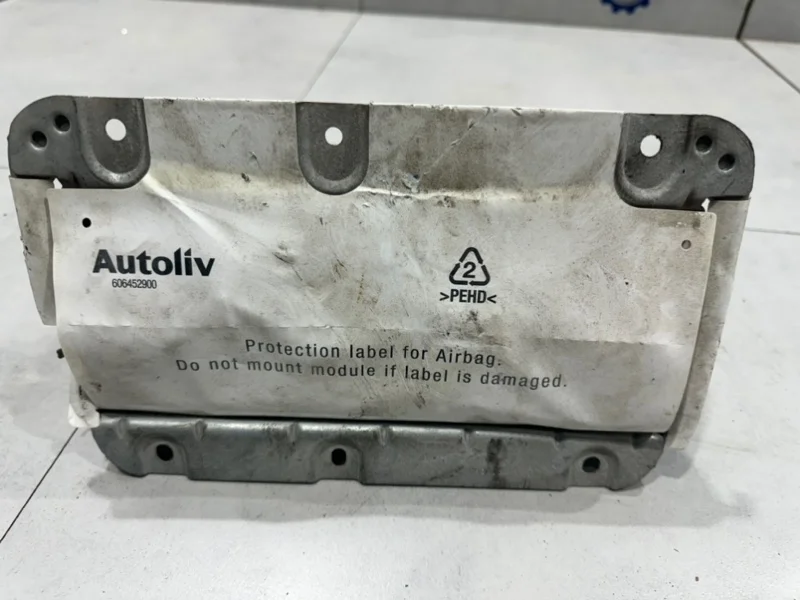 Autoliv
606452900
2
>PEHD<
Protection label for Airbag.
Do not mount module if label is damaged.